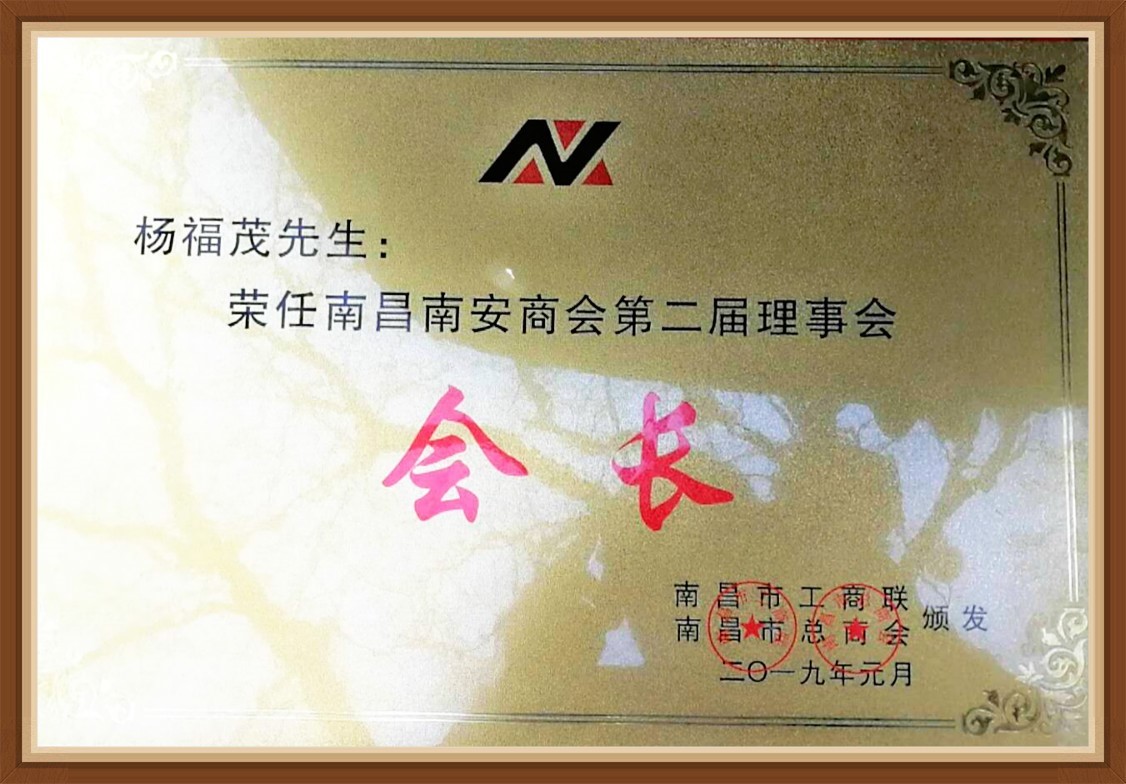 杨福茂先生：
荣任南昌南安商会第二届理事会
会长
南昌市工商联
南昌市总商会
颁发
二〇一九年元月